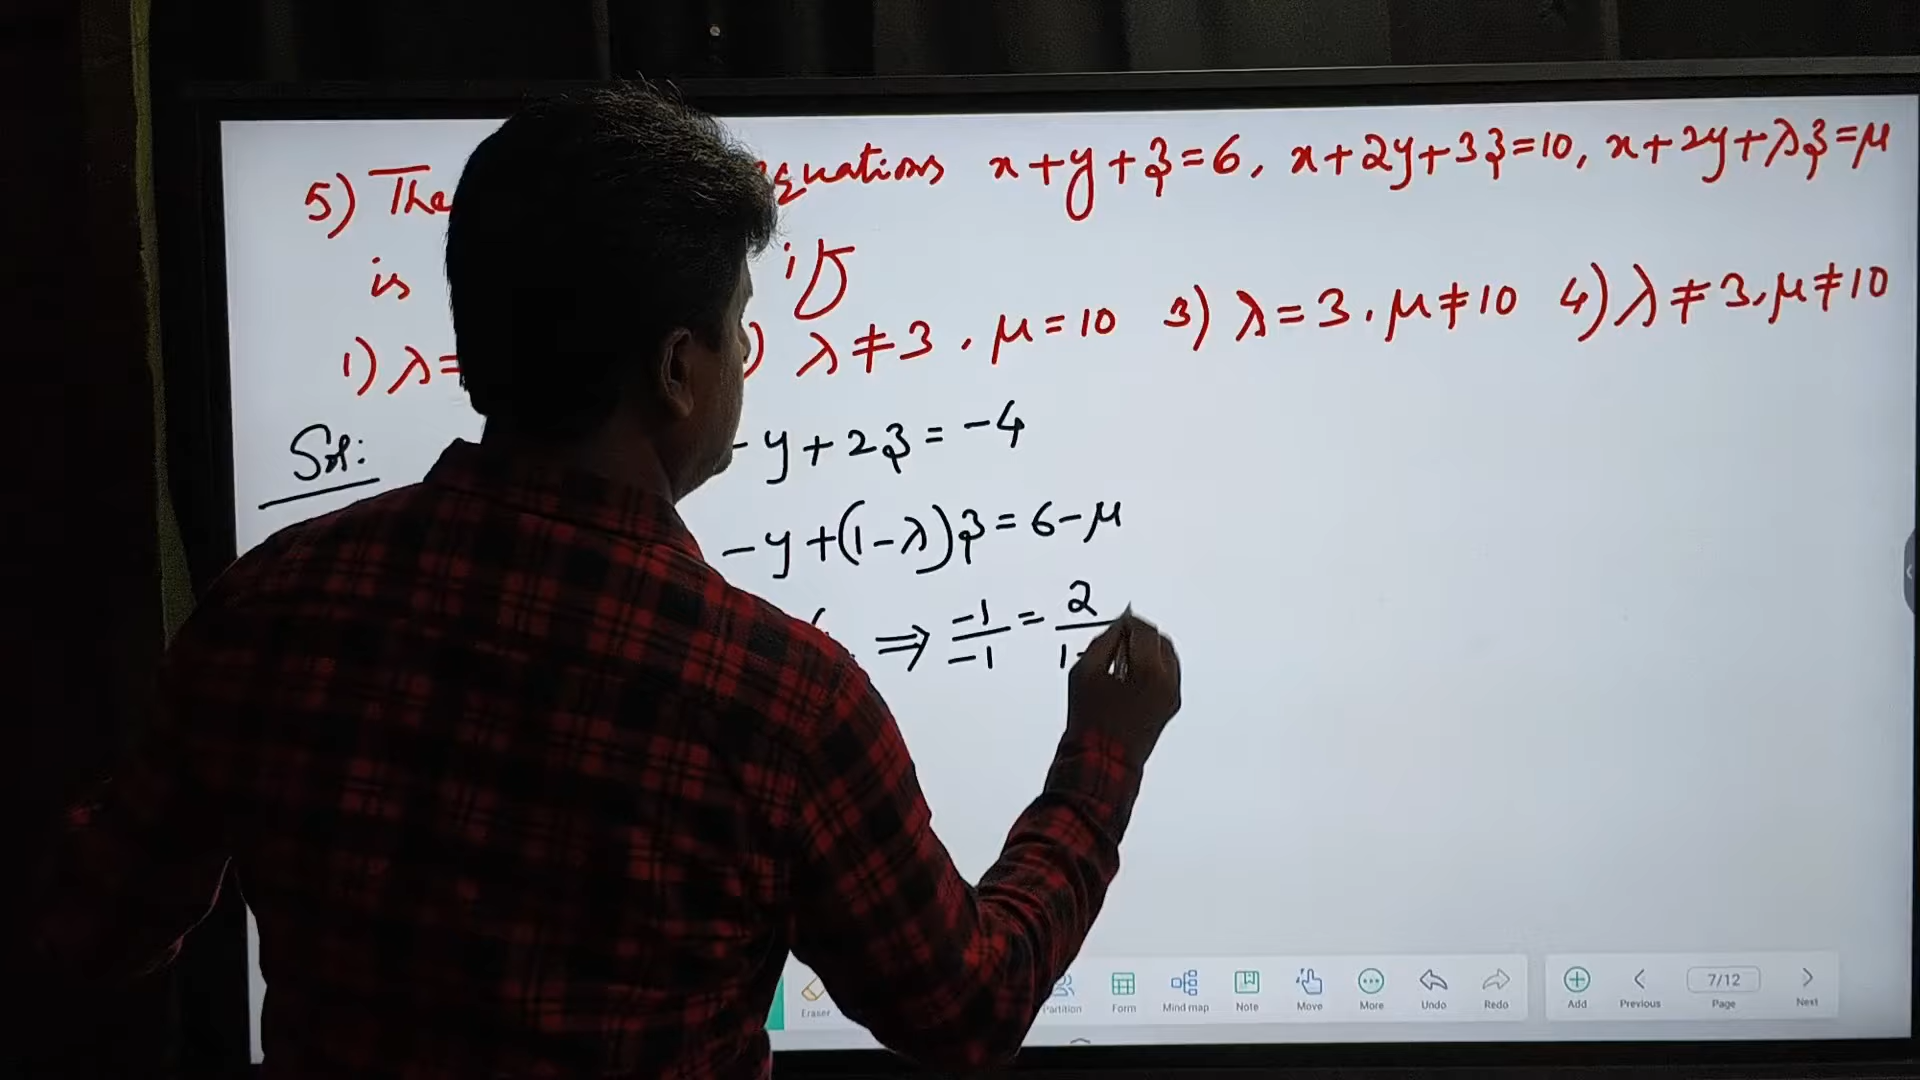 5) The equations x+y+z=6, x+2y+3z=10, x+2y+λz=μ
is if
1) λ= ) λ≠3, μ=10 3) λ=3, μ≠10 4) λ≠3, μ≠10
Sol: -y+2z=-4
-y+(1-λ)z=6-μ
⇒ -1/-1 = 2/1-
Eraser Partition Form Mind map Note Move More Undo Redo Add Previous 7/12 Page Next